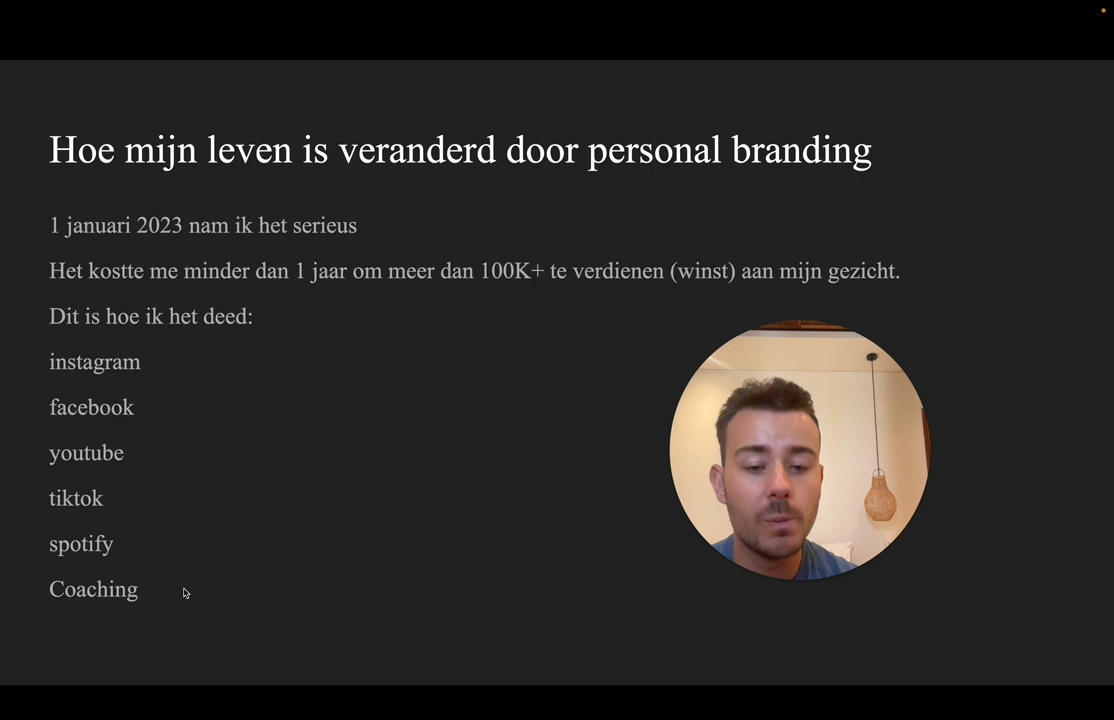 Hoe mijn leven is veranderd door personal branding
1 januari 2023 nam ik het serieus
Het kostte me minder dan 1 jaar om meer dan 100K+ te verdienen (winst) aan mijn gezicht.
Dit is hoe ik het deed:
instagram
facebook
youtube
tiktok
spotify
Coaching